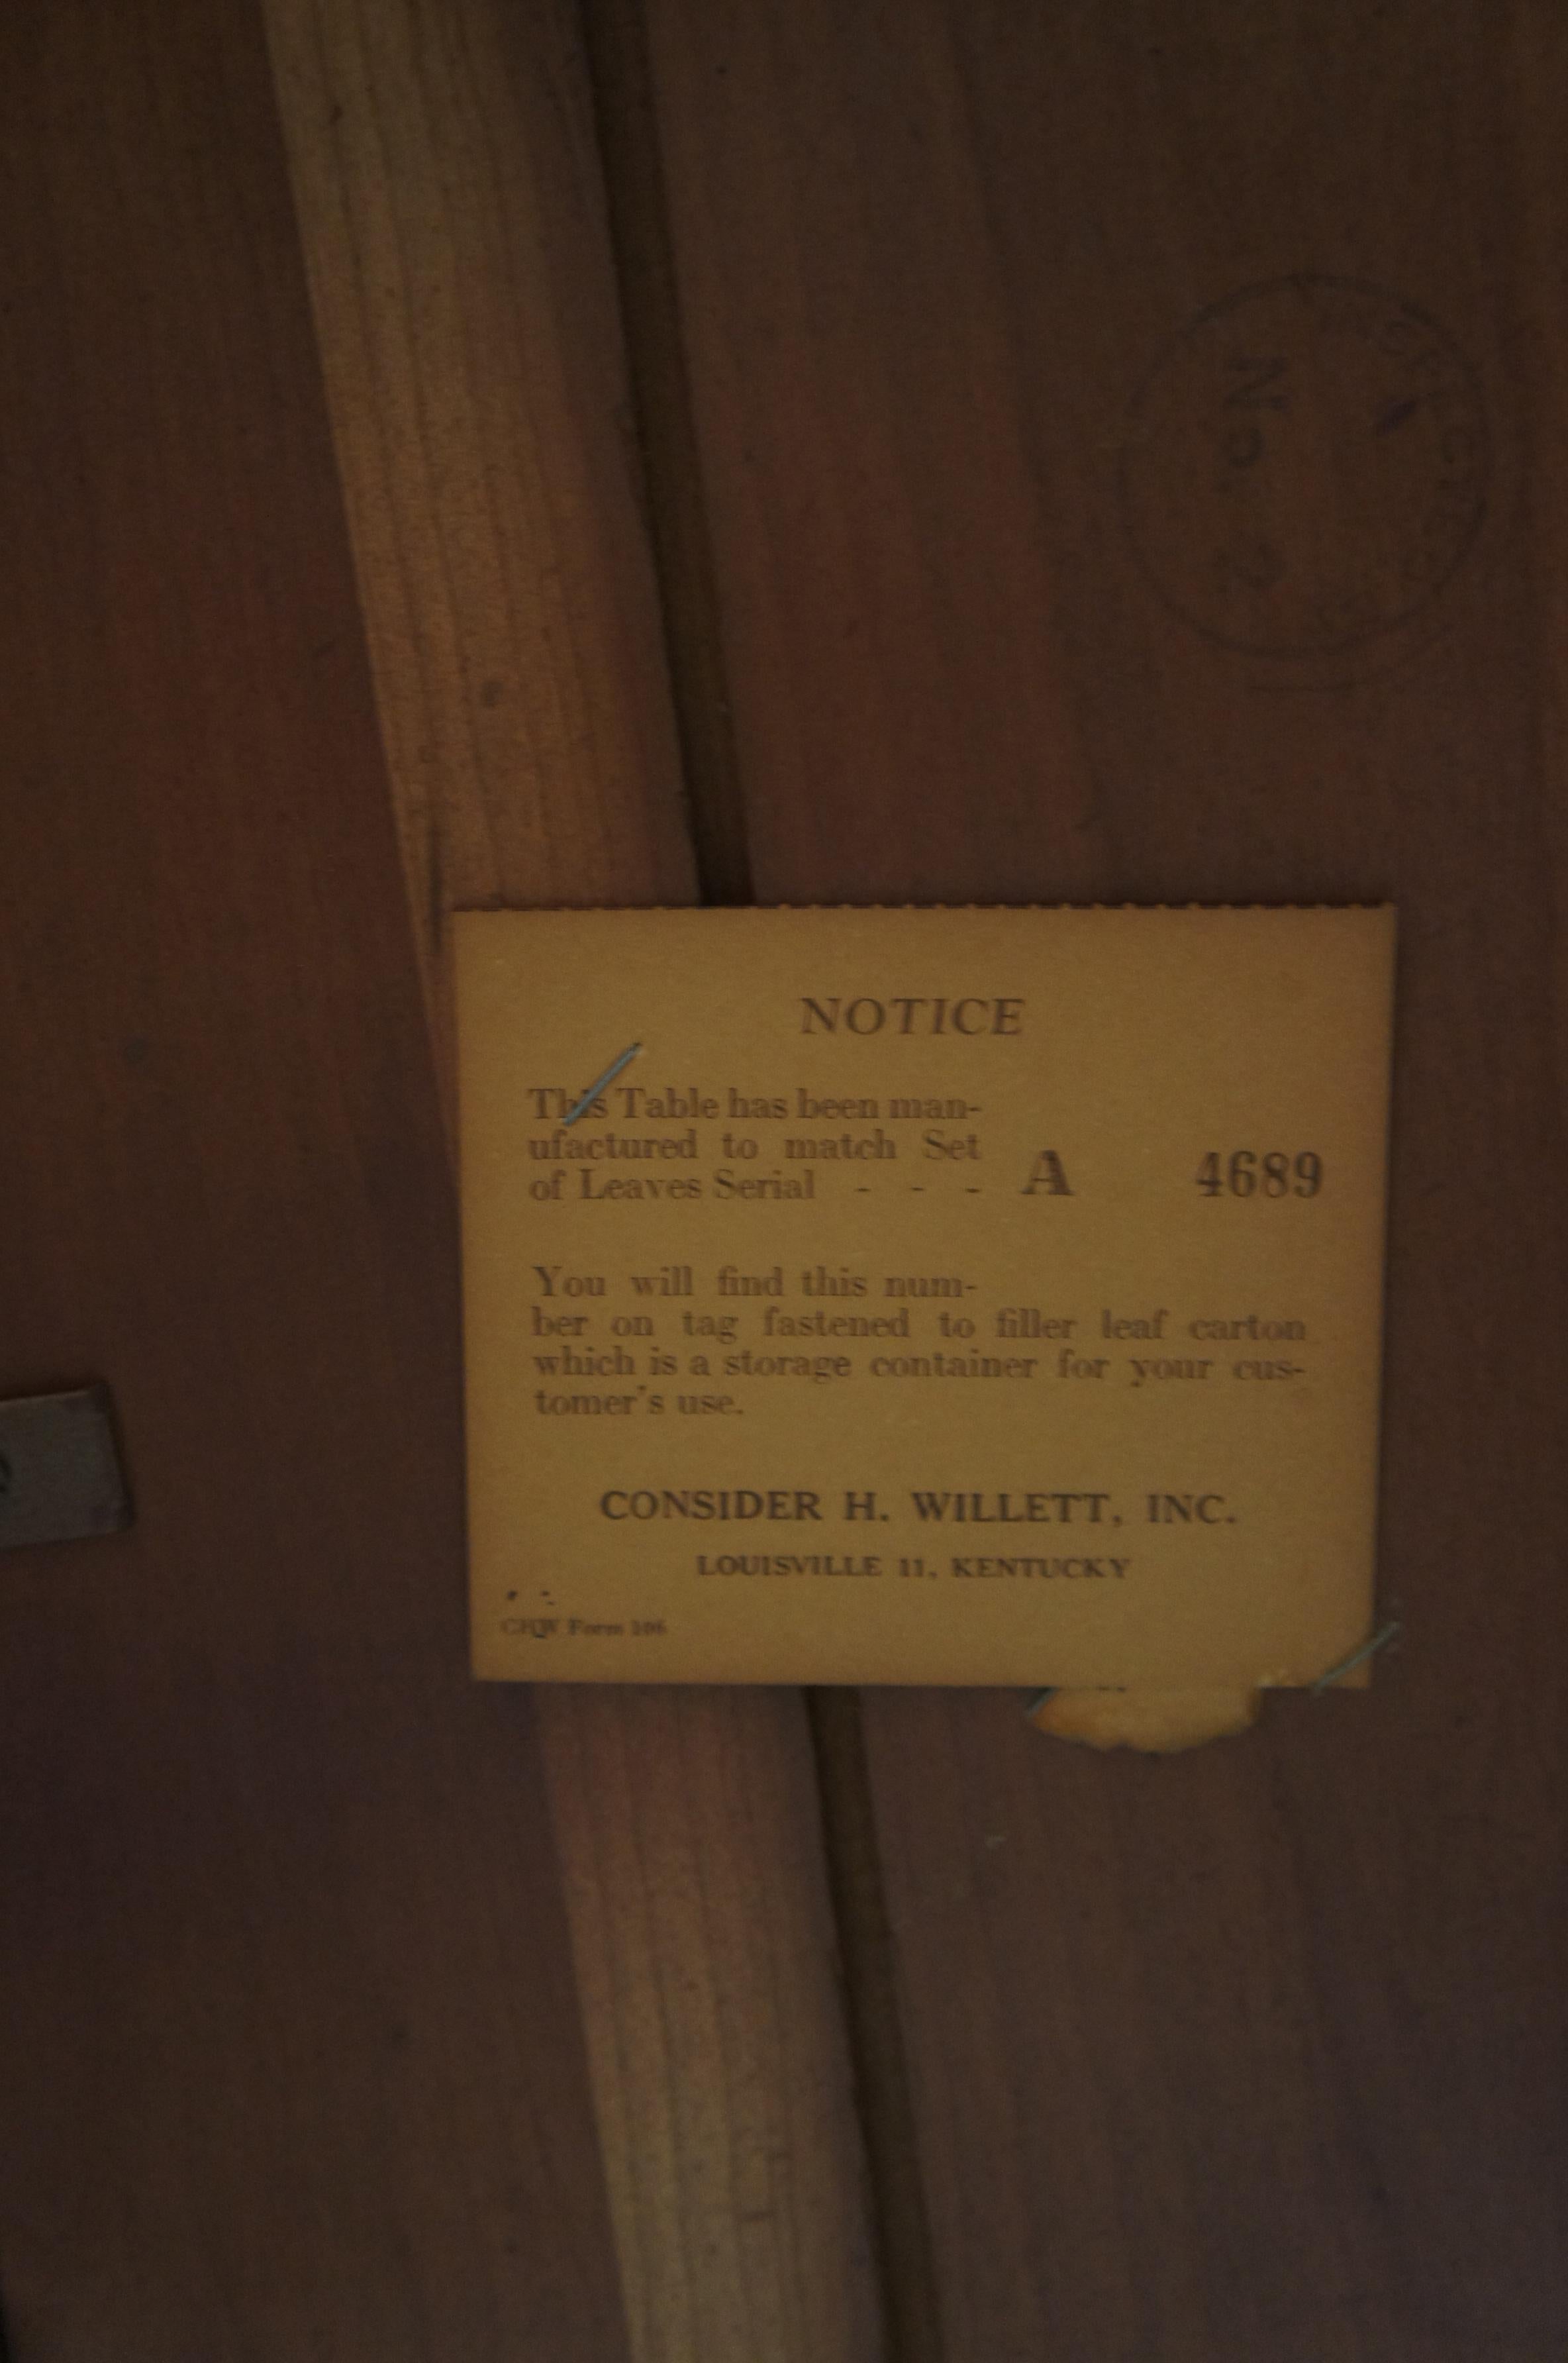 INSPECTED
No.
NOTICE
This Table has been man-
ufactured to match Set
of Leaves Serial - - - A 4689
You will find this num-
ber on tag fastened to filler leaf carton
which is a storage container for your cus-
tomer's use.
CONSIDER H. WILLETT, INC.
LOUISVILLE 11, KENTUCKY
CHW Form 106